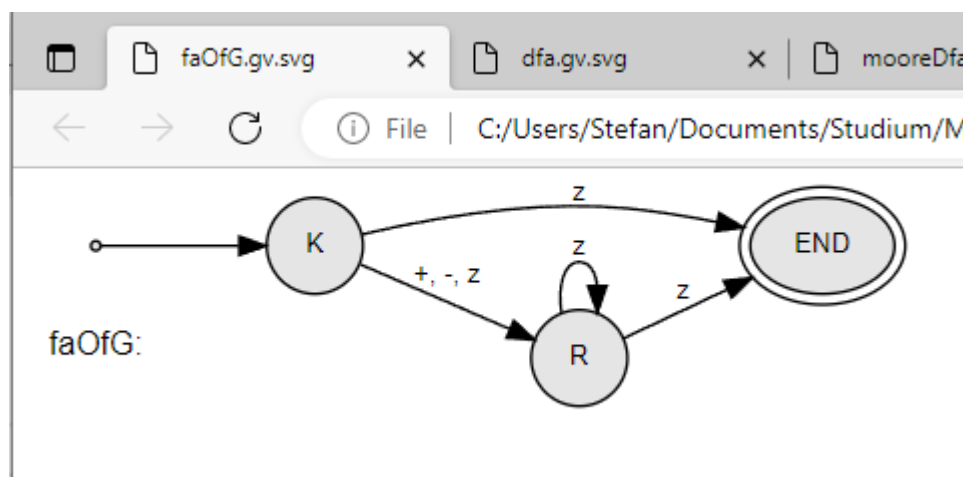 faOfG.gv.svg dfa.gv.svg mooreDfa
File C:/Users/Stefan/Documents/Studium/M
z
K
END
z
+, -, z
z
R
faOfG: